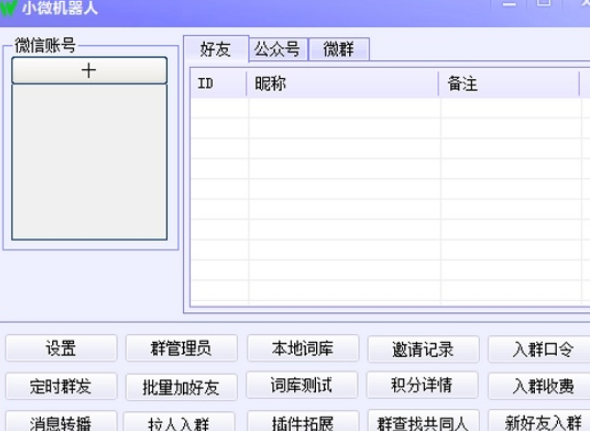 小微机器人
微信账号
+
好友 公众号 微群
ID 昵称 备注
设置 群管理员 本地词库 邀请记录 入群口令
定时群发 批量加好友 词库测试 积分详情 入群收费
消息转播 拉人入群 插件拓展 群查找共同人 新好友入群